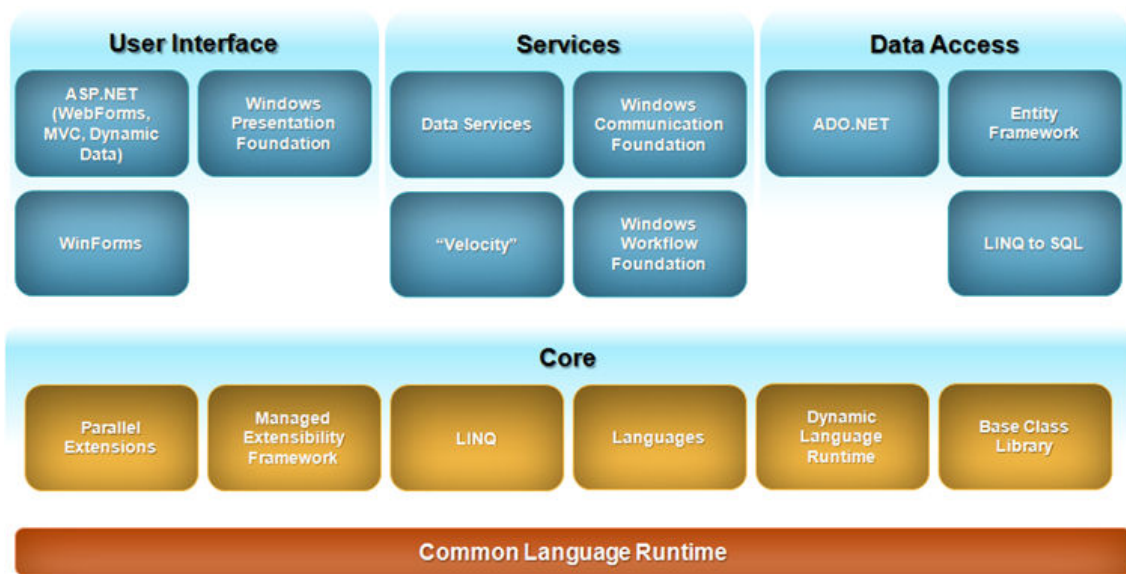 User Interface
ASP.NET
(WebForms,
MVC, Dynamic
Data)
Windows
Presentation
Foundation
WinForms
Services
Data Services
Windows
Communication
Foundation
“Velocity”
Windows
Workflow
Foundation
Data Access
ADO.NET
Entity
Framework
LINQ to SQL
Core
Parallel
Extensions
Managed
Extensibility
Framework
LINQ
Languages
Dynamic
Language
Runtime
Base Class
Library
Common Language Runtime